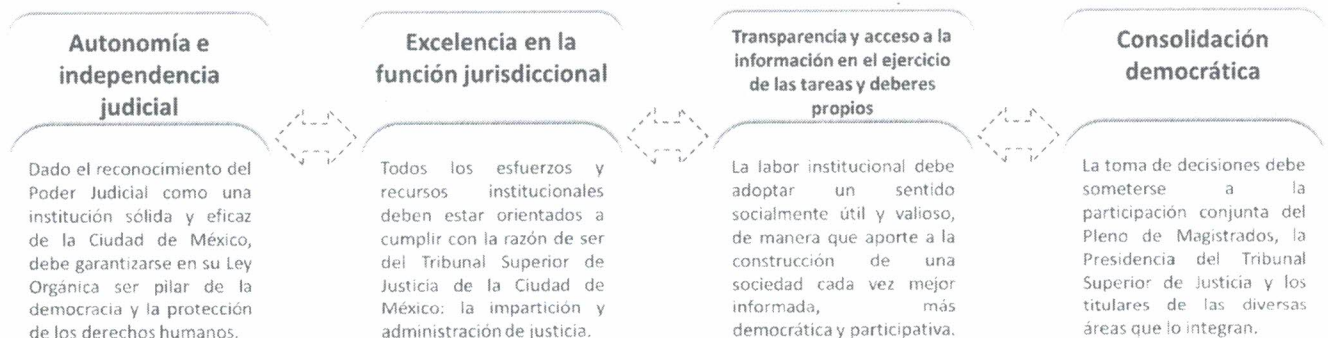 Autonomía e
independencia
judicial
Dado el reconocimiento del
Poder Judicial como una
institución sólida y eficaz
de la Ciudad de México,
debe garantizarse en su Ley
Orgánica ser pilar de la
democracia y la protección
de los derechos humanos.
Excelencia en la
función jurisdiccional
Todos los esfuerzos y
recursos institucionales
deben estar orientados a
cumplir con la razón de ser
del Tribunal Superior de
Justicia de la Ciudad de
México: la impartición y
administración de justicia.
Transparencia y acceso a la
información en el ejercicio
de las tareas y deberes
propios
La labor institucional debe
adoptar un sentido
socialmente útil y valioso,
de manera que aporte a la
construcción de una
sociedad cada vez mejor
informada, más
democrática y participativa.
Consolidación
democrática
La toma de decisiones debe
someterse a la
participación conjunta del
Pleno de Magistrados, la
Presidencia del Tribunal
Superior de Justicia y los
titulares de las diversas
áreas que lo integran.